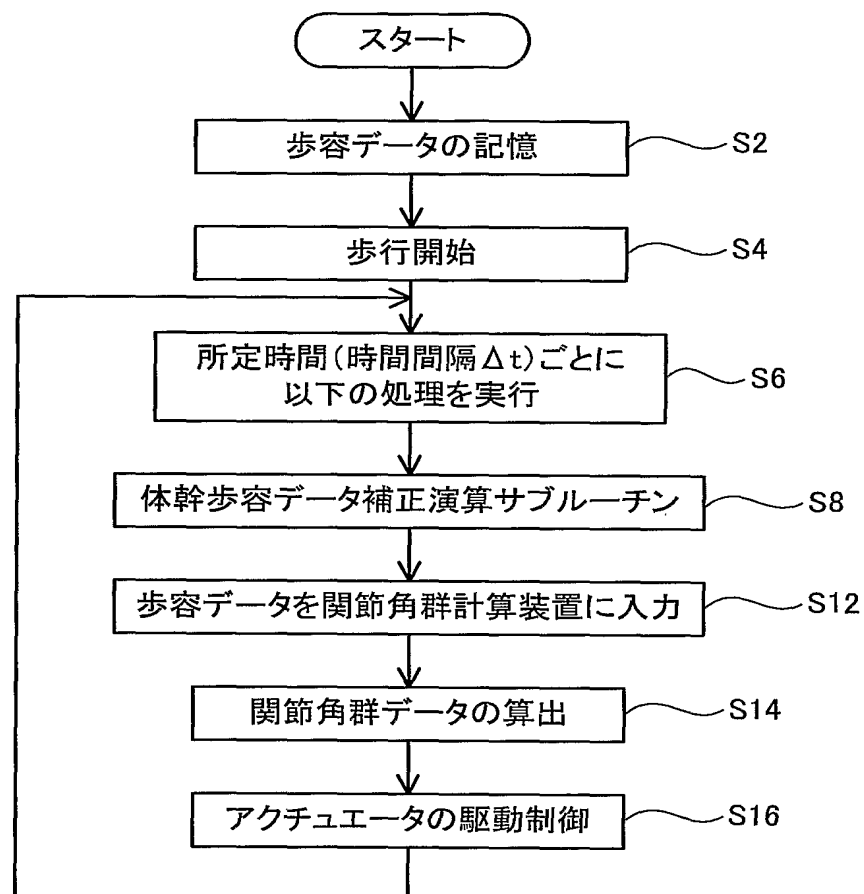 スタート
歩容データの記憶
S2
歩行開始
S4
所定時間(時間間隔Δt)ごとに
以下の処理を実行
S6
体幹歩容データ補正演算サブルーチン
S8
歩容データを関節角群計算装置に入力
S12
関節角群データの算出
S14
アクチュエータの駆動制御
S16